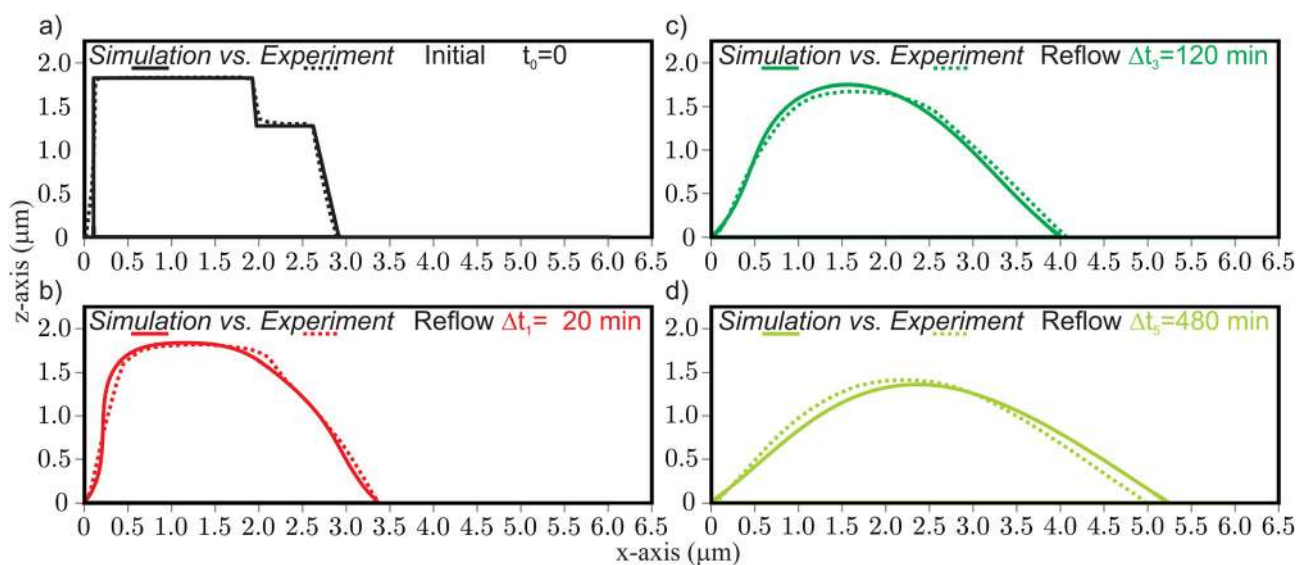 a)
Simulation vs. Experiment Initial t₀=0
2.0
1.5
1.0
0.5
0
0 0.5 1.0 1.5 2.0 2.5 3.0 3.5 4.0 4.5 5.0 5.5 6.0 6.5
b)
Simulation vs. Experiment Reflow Δt₁= 20 min
2.0
1.5
1.0
0.5
0
0 0.5 1.0 1.5 2.0 2.5 3.0 3.5 4.0 4.5 5.0 5.5 6.0 6.5
z-axis (μm)
c)
Simulation vs. Experiment Reflow Δt₃=120 min
2.0
1.5
1.0
0.5
0
0 0.5 1.0 1.5 2.0 2.5 3.0 3.5 4.0 4.5 5.0 5.5 6.0 6.5
d)
Simulation vs. Experiment Reflow Δt₅=480 min
2.0
1.5
1.0
0.5
0
0 0.5 1.0 1.5 2.0 2.5 3.0 3.5 4.0 4.5 5.0 5.5 6.0 6.5
x-axis (μm)